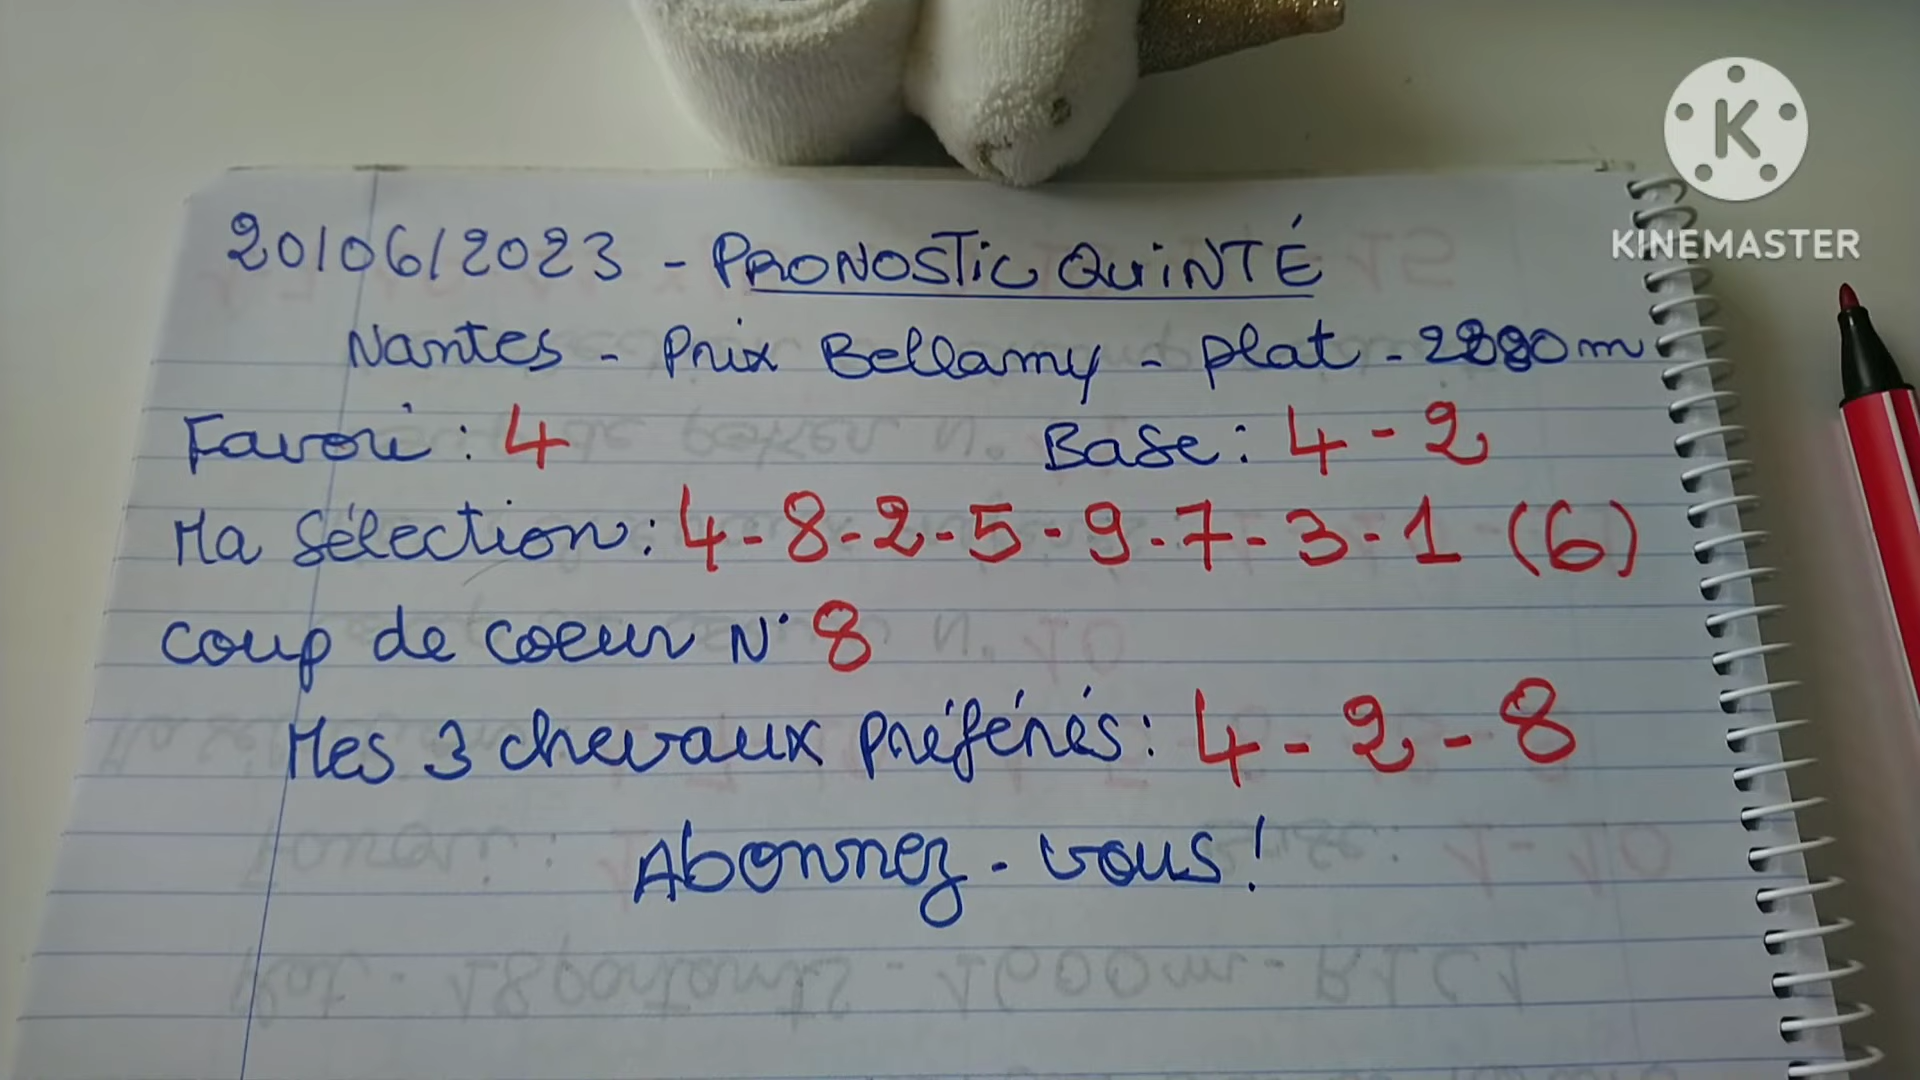 KINEMASTER
20/06/2023 - PRONOSTIC QUINTÉ
Nantes - Prix Bellamy - plat -
Favori : 4 Base : 4 - 2
Ma sélection : 4 - 8 - 2 - 5 - 9 - 7 - 3 - 1 (6)
coup de coeur N° 8
Mes 3 chevaux préférés : 4 - 2 - 8
Abonnez-vous !